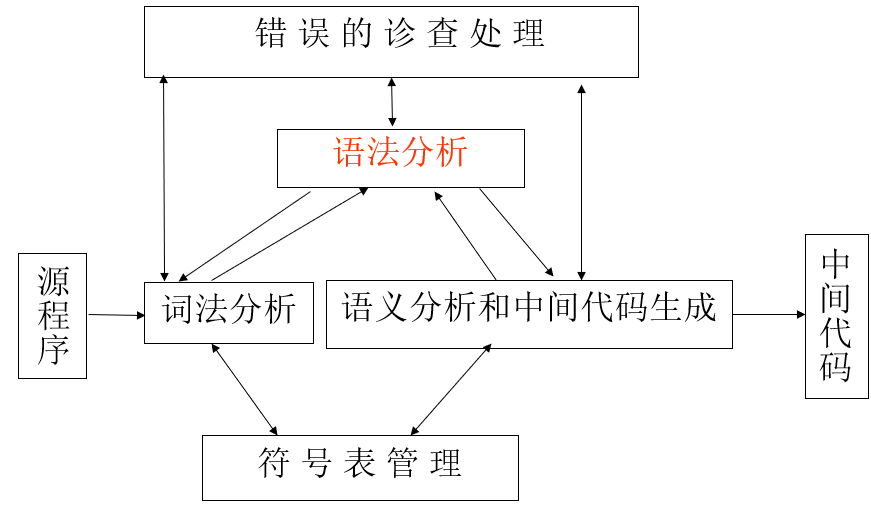 错误的诊查处理
语法分析
源程序
词法分析
语义分析和中间代码生成
中间代码
符号表管理